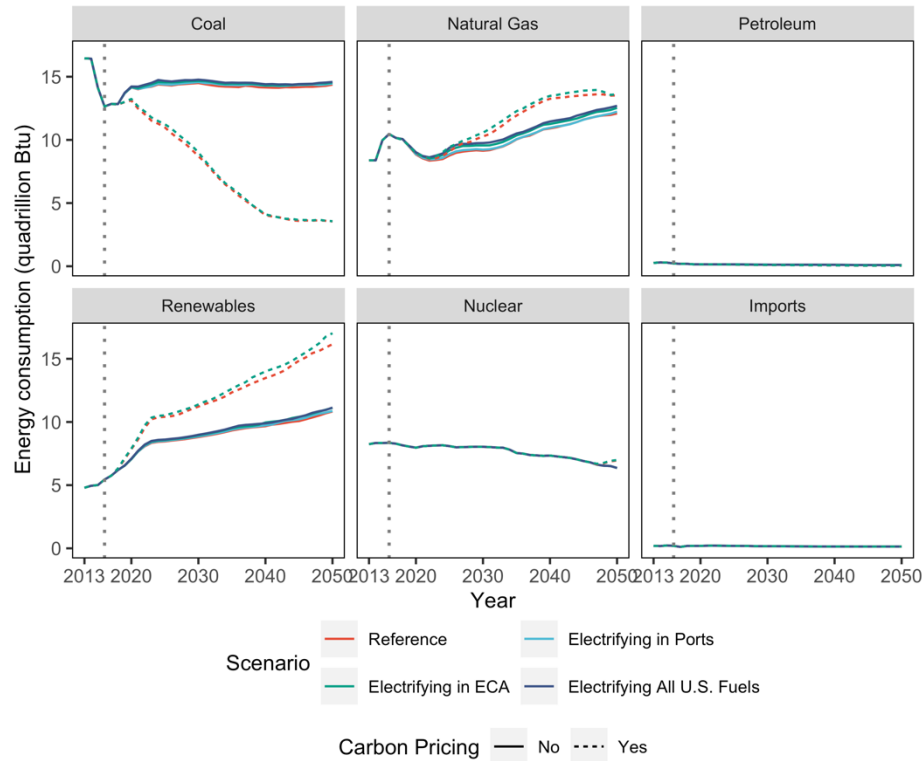 Coal
Natural Gas
Petroleum
15
10
5
0
Renewables
Nuclear
Imports
15
10
5
0
Energy consumption (quadrillion Btu)
2013 2020 2030 2040 2050
2013 2020 2030 2040 2050
2013 2020 2030 2040 2050
Year
Scenario
Reference
Electrifying in Ports
Electrifying in ECA
Electrifying All U.S. Fuels
Carbon Pricing
No
Yes